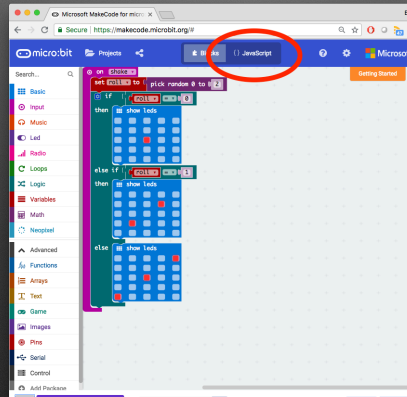 Microsoft MakeCode for micro
Secure https://makecode.microbit.org/#
micro:bit Projects Blocks {} JavaScript Microso
Search...
Getting Started
Basic
Input
Music
Led
Radio
Loops
Logic
Variables
Math
Neopixel
Advanced
Functions
Arrays
Text
Game
Images
Pins
Serial
Control
Add Package
on shake
set roll to pick random 0 to 2
if roll = 0
then show leds
else if roll = 1
then show leds
else show leds